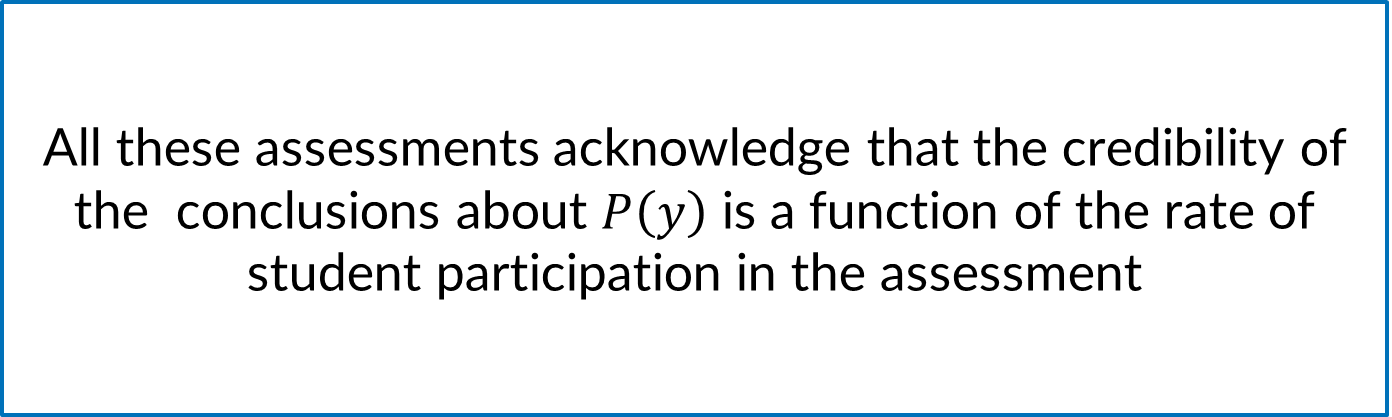 All these assessments acknowledge that the credibility of
the  conclusions about P(y) is a function of the rate of
student participation in the assessment